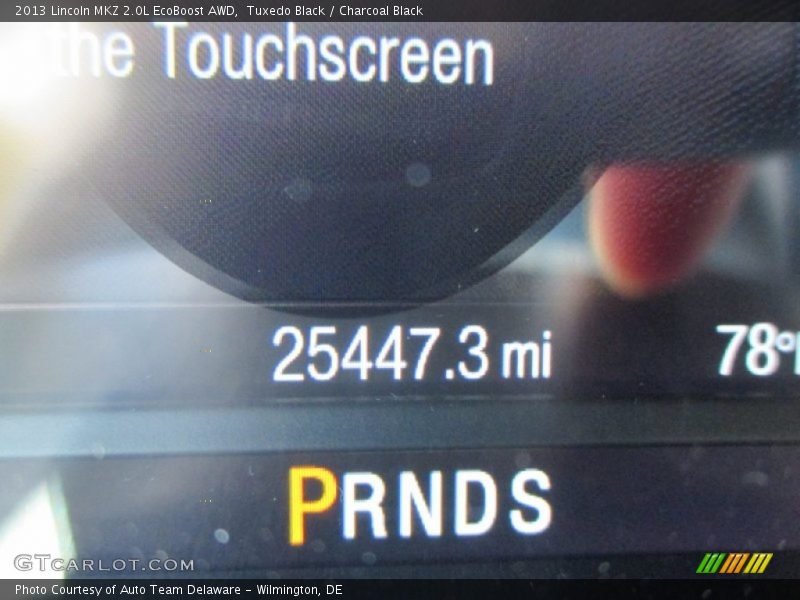 2013 Lincoln MKZ 2.0L EcoBoost AWD,  Tuxedo Black / Charcoal Black
the Touchscreen
25447.3 mi 78°F
PRNDS
GTCARLOT.COM
Photo Courtesy of Auto Team Delaware - Wilmington, DE